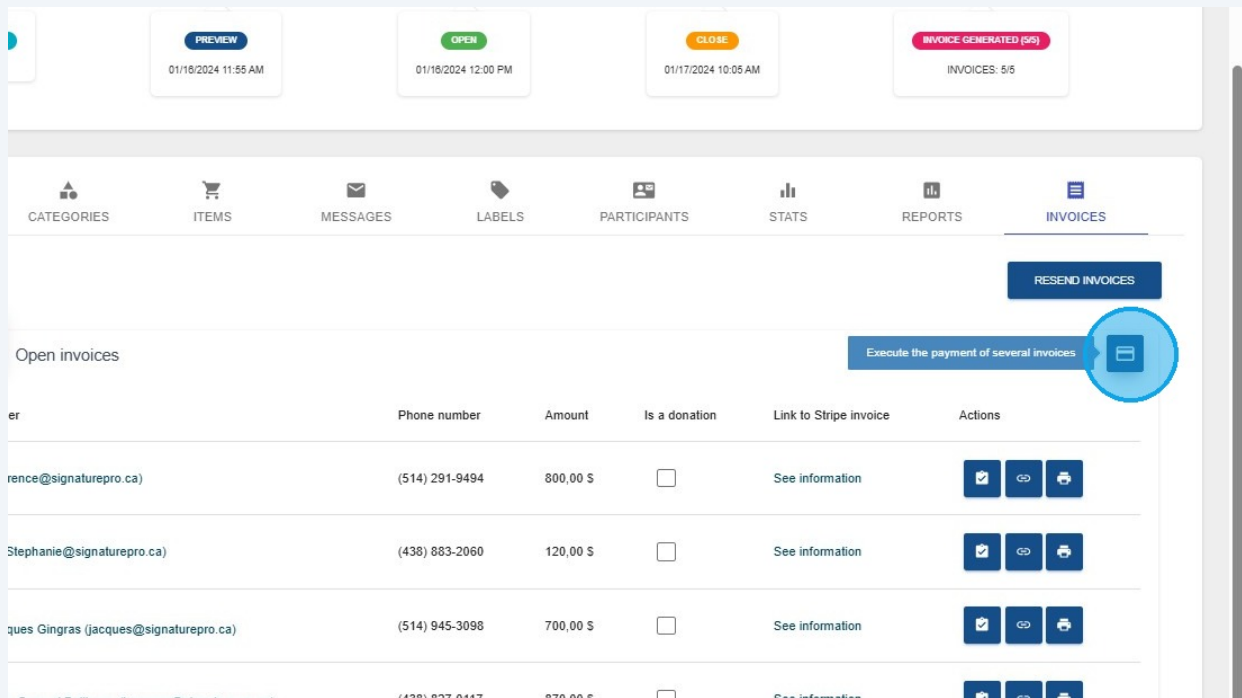 PREVIEW
01/16/2024 11:55 AM
OPEN
01/16/2024 12:00 PM
CLOSE
01/17/2024 10:05 AM
INVOICE GENERATED (5/5)
INVOICES: 5/5
CATEGORIES
ITEMS
MESSAGES
LABELS
PARTICIPANTS
STATS
REPORTS
INVOICES
RESEND INVOICES
Open invoices
Execute the payment of several invoices
er Phone number Amount Is a donation Link to Stripe invoice Actions
rence@signaturepro.ca) (514) 291-9494 800,00 $ See information
Stephanie@signaturepro.ca) (438) 883-2060 120,00 $ See information
ques Gingras (jacques@signaturepro.ca) (514) 945-3098 700,00 $ See information